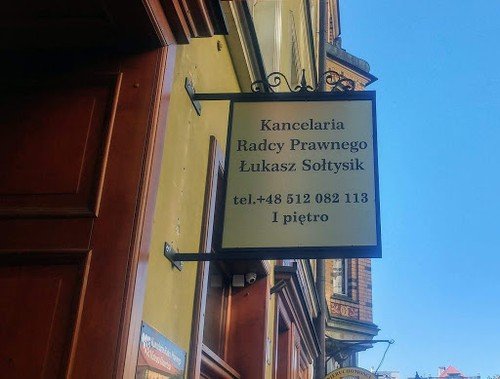 Kancelaria
Radcy Prawnego
Łukasz Sołtysik
tel.+48 512 082 113
I piętro